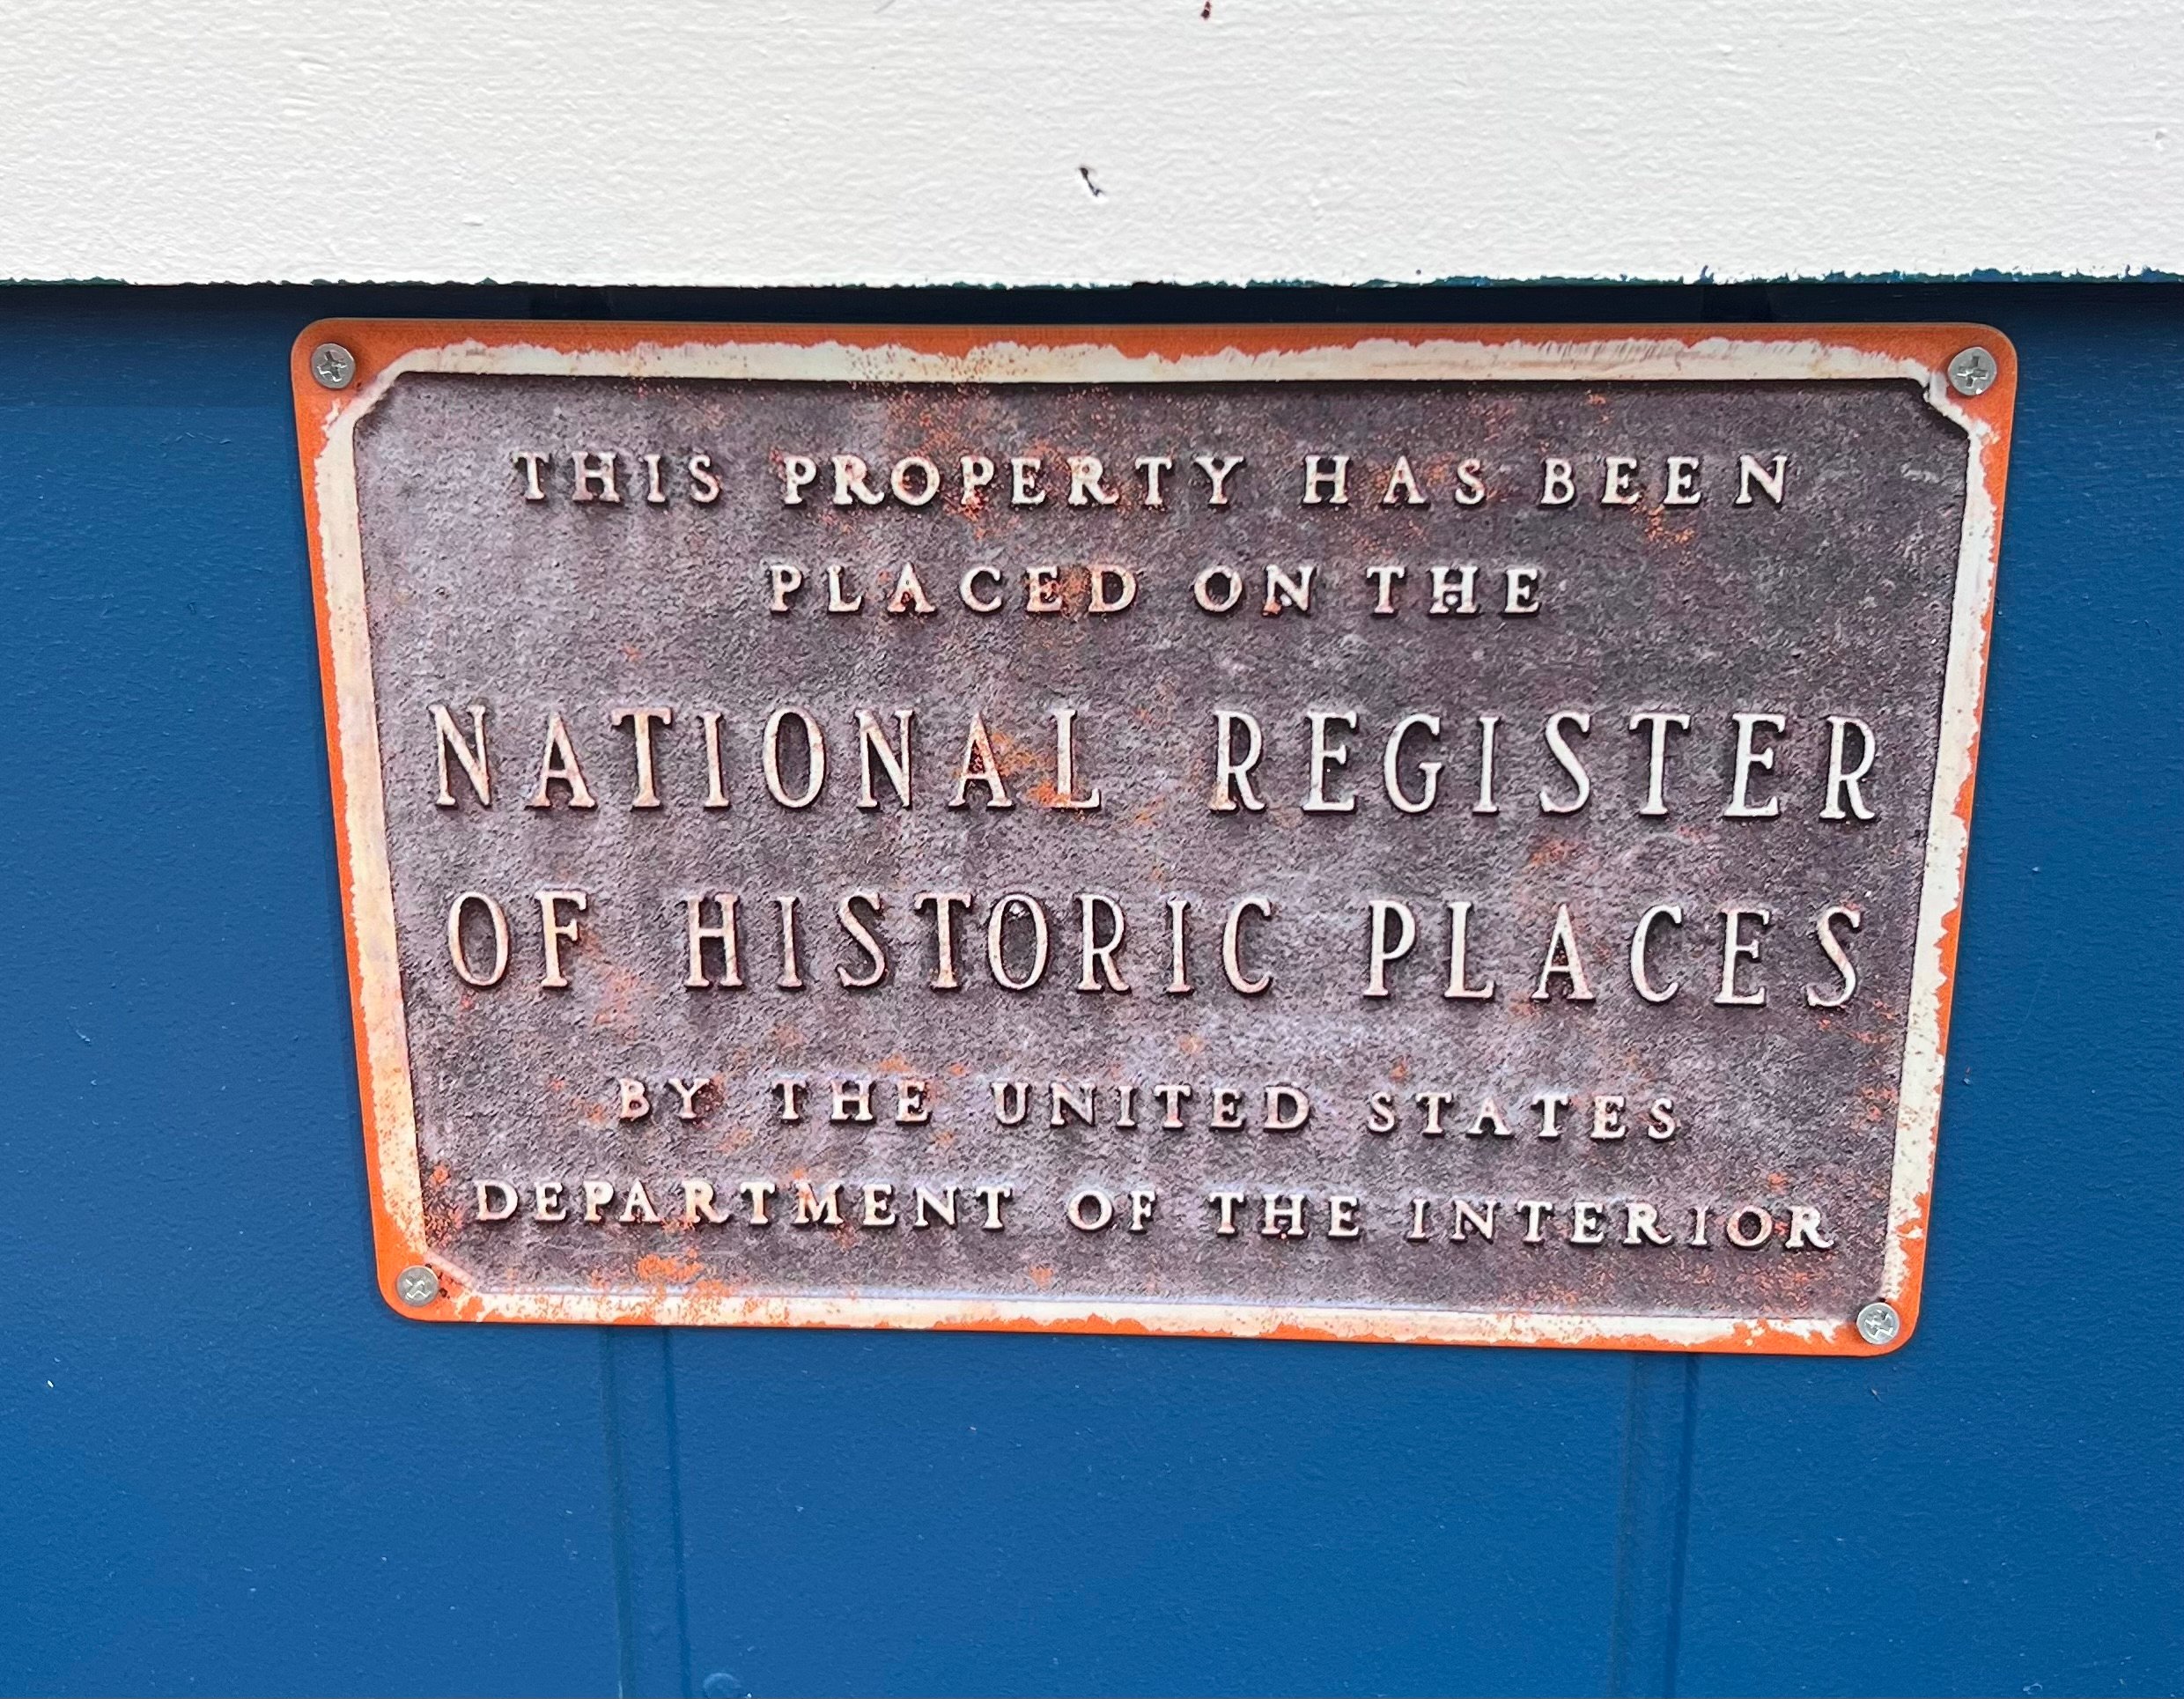 THIS PROPERTY HAS BEEN
PLACED ON THE
NATIONAL REGISTER
OF HISTORIC PLACES
BY THE UNITED STATES
DEPARTMENT OF THE INTERIOR